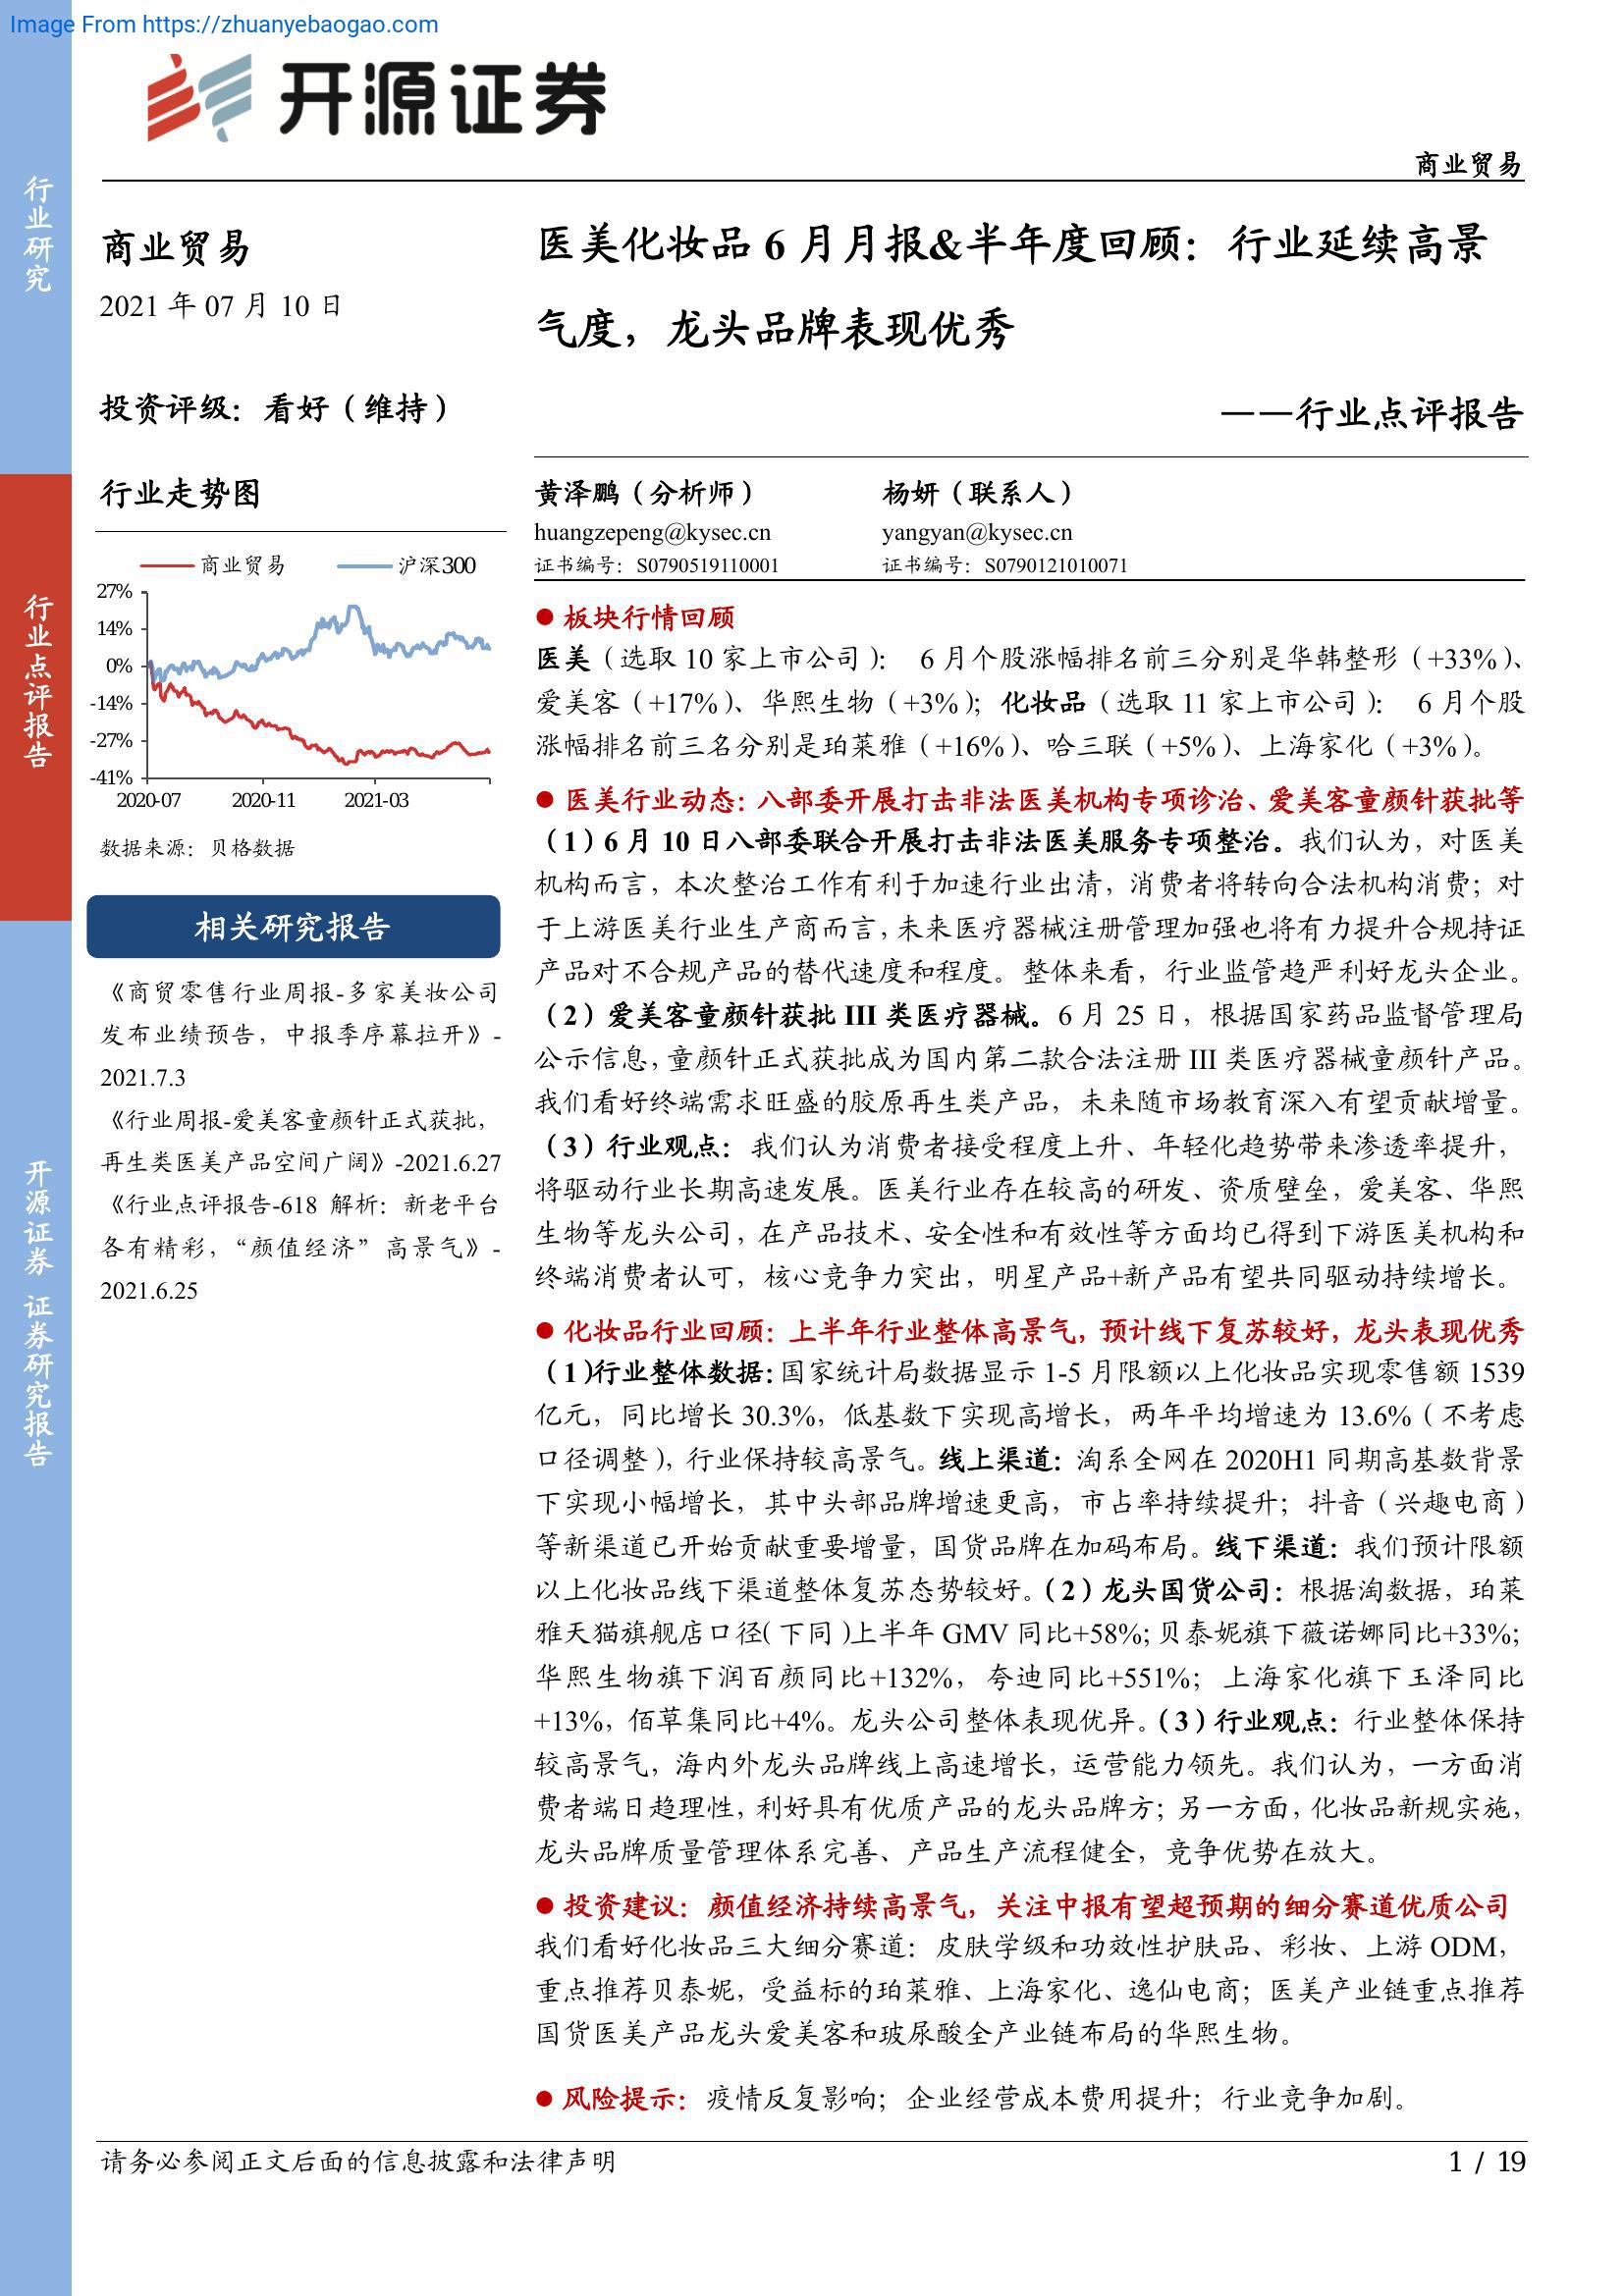 Image From https://zhuanyebaogao.com
开源证券
商业贸易
行业研究
行业点评报告
开源证券 证券研究报告
商业贸易
2021 年 07 月 10 日
投资评级：看好（维持）
行业走势图
商业贸易 沪深300
27%
14%
0%
-14%
-27%
-41%
2020-07 2020-11 2021-03
数据来源：贝格数据
相关研究报告
《商贸零售行业周报-多家美妆公司
发布业绩预告，中报季序幕拉开》-
2021.7.3
《行业周报-爱美客童颜针正式获批，
再生类医美产品空间广阔》-2021.6.27
《行业点评报告-618 解析：新老平台
各有精彩，“颜值经济”高景气》-
2021.6.25
医美化妆品 6 月月报&半年度回顾：行业延续高景
气度，龙头品牌表现优秀
——行业点评报告
黄泽鹏（分析师） 杨妍（联系人）
huangzepeng@kysec.cn yangyan@kysec.cn
证书编号：S0790519110001 证书编号：S0790121010071
● 板块行情回顾
医美（选取 10 家上市公司）： 6 月个股涨幅排名前三分别是华韩整形（+33%）、
爱美客（+17%）、华熙生物（+3%）；化妆品（选取 11 家上市公司）： 6 月个股
涨幅排名前三名分别是珀莱雅（+16%）、哈三联（+5%）、上海家化（+3%）。
● 医美行业动态：八部委开展打击非法医美机构专项诊治、爱美客童颜针获批等
（1）6 月 10 日八部委联合开展打击非法医美服务专项整治。我们认为，对医美
机构而言，本次整治工作有利于加速行业出清，消费者将转向合法机构消费；对
于上游医美行业生产商而言，未来医疗器械注册管理加强也将有力提升合规持证
产品对不合规产品的替代速度和程度。整体来看，行业监管趋严利好龙头企业。
（2）爱美客童颜针获批 III 类医疗器械。6 月 25 日，根据国家药品监督管理局
公示信息，童颜针正式获批成为国内第二款合法注册 III 类医疗器械童颜针产品。
我们看好终端需求旺盛的胶原再生类产品，未来随市场教育深入有望贡献增量。
（3）行业观点：我们认为消费者接受程度上升、年轻化趋势带来渗透率提升，
将驱动行业长期高速发展。医美行业存在较高的研发、资质壁垒，爱美客、华熙
生物等龙头公司，在产品技术、安全性和有效性等方面均已得到下游医美机构和
终端消费者认可，核心竞争力突出，明星产品+新产品有望共同驱动持续增长。
● 化妆品行业回顾：上半年行业整体高景气，预计线下复苏较好，龙头表现优秀
（1）行业整体数据：国家统计局数据显示 1-5 月限额以上化妆品实现零售额 1539
亿元，同比增长 30.3%，低基数下实现高增长，两年平均增速为 13.6%（不考虑
口径调整），行业保持较高景气。线上渠道：淘系全网在 2020H1 同期高基数背景
下实现小幅增长，其中头部品牌增速更高，市占率持续提升；抖音（兴趣电商）
等新渠道已开始贡献重要增量，国货品牌在加码布局。线下渠道：我们预计限额
以上化妆品线下渠道整体复苏态势较好。（2）龙头国货公司：根据淘数据，珀莱
雅天猫旗舰店口径（下同）上半年 GMV 同比+58%；贝泰妮旗下薇诺娜同比+33%；
华熙生物旗下润百颜同比+132%，夸迪同比+551%；上海家化旗下玉泽同比
+13%，佰草集同比+4%。龙头公司整体表现优异。（3）行业观点：行业整体保持
较高景气，海内外龙头品牌线上高速增长，运营能力领先。我们认为，一方面消
费者端日趋理性，利好具有优质产品的龙头品牌方；另一方面，化妆品新规实施，
龙头品牌质量管理体系完善、产品生产流程健全，竞争优势在放大。
● 投资建议：颜值经济持续高景气，关注中报有望超预期的细分赛道优质公司
我们看好化妆品三大细分赛道：皮肤学级和功效性护肤品、彩妆、上游 ODM，
重点推荐贝泰妮，受益标的珀莱雅、上海家化、逸仙电商；医美产业链重点推荐
国货医美产品龙头爱美客和玻尿酸全产业链布局的华熙生物。
● 风险提示：疫情反复影响；企业经营成本费用提升；行业竞争加剧。
请务必参阅正文后面的信息披露和法律声明 1 / 19